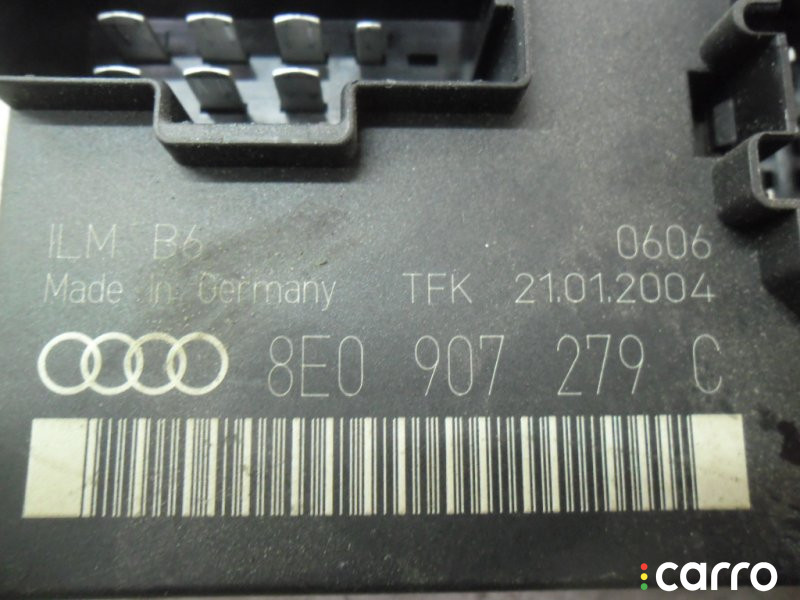 ILM B6 0606
Made In Germany TFK 21.01.2004
8E0 907 279 C
carro